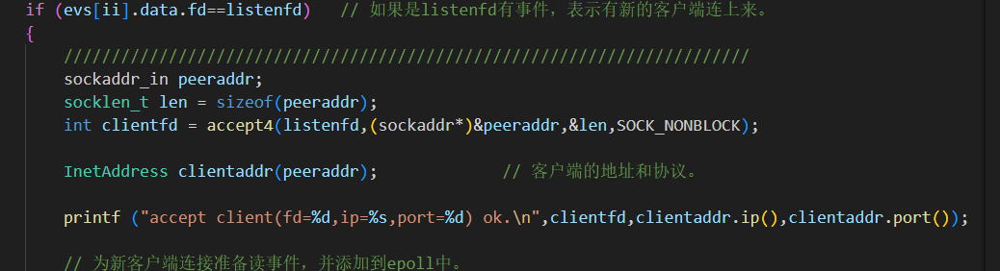 if (evs[ii].data.fd==listenfd)   // 如果是listenfd有事件，表示有新的客户端连上来。
{
////////////////////////////////////////////////////////////////////////
sockaddr_in peeraddr;
socklen_t len = sizeof(peeraddr);
int clientfd = accept4(listenfd,(sockaddr*)&peeraddr,&len,SOCK_NONBLOCK);
InetAddress clientaddr(peeraddr);             // 客户端的地址和协议。
printf ("accept client(fd=%d,ip=%s,port=%d) ok.\n",clientfd,clientaddr.ip(),clientaddr.port());
// 为新客户端连接准备读事件，并添加到epoll中。